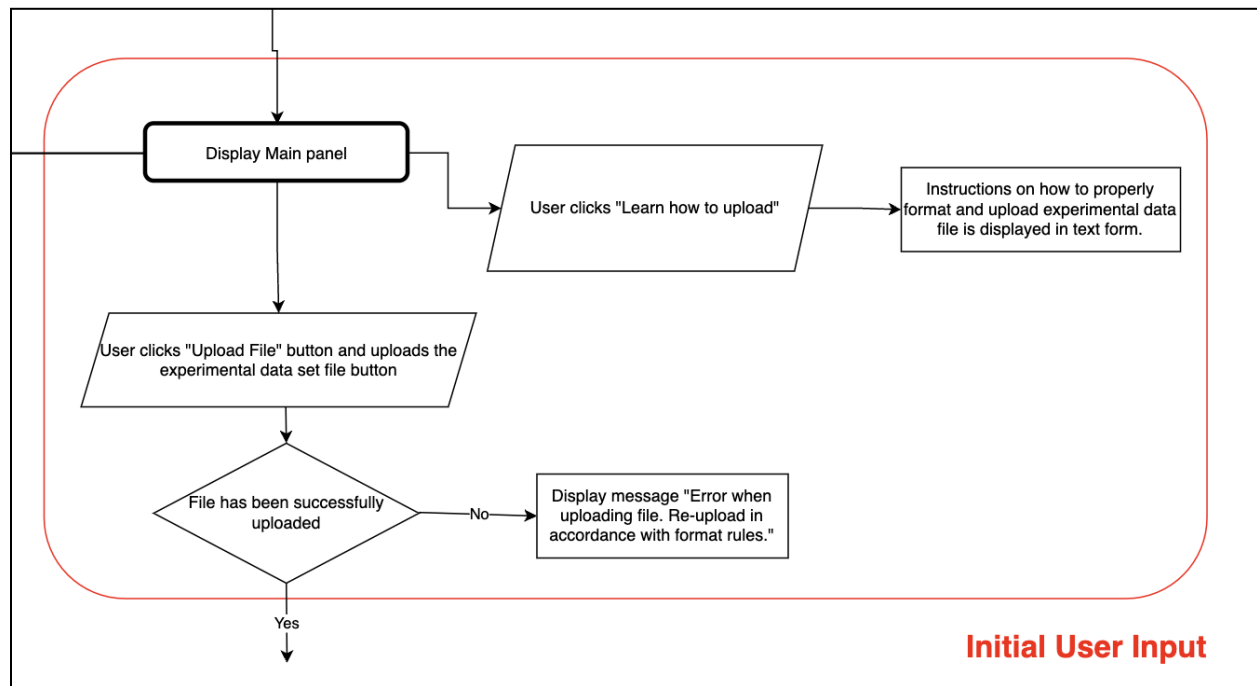 Display Main panel
User clicks "Learn how to upload"
Instructions on how to properly
format and upload experimental data
file is displayed in text form.
User clicks "Upload File" button and uploads the
experimental data set file button
File has been successfully
uploaded
No
Display message "Error when
uploading file. Re-upload in
accordance with format rules."
Yes
Initial User Input